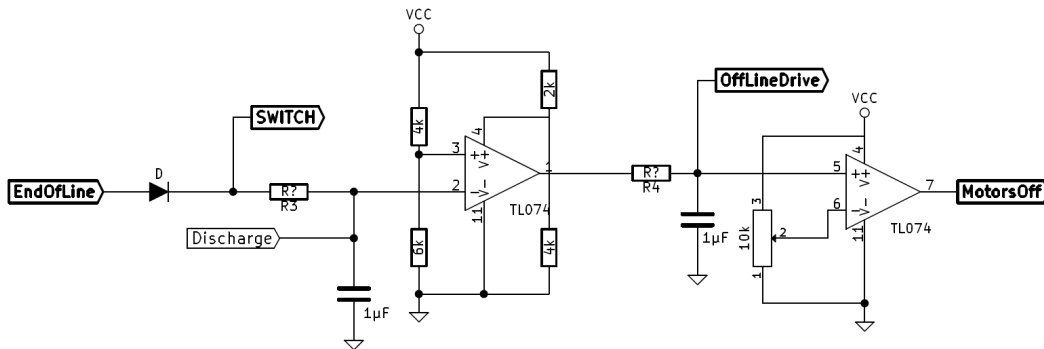 VCC
OffLineDrive
2k
VCC
SWITCH
4k
4
4
D
3
++
V+
1
5
++
V+
EndOfLine
R?
R3
2
−
V-
R?
R4
7
MotorsOff
6
−
V-
3
11
TL074
TL074
Discharge
10k
2
11
6k
4k
1µF
1
1µF